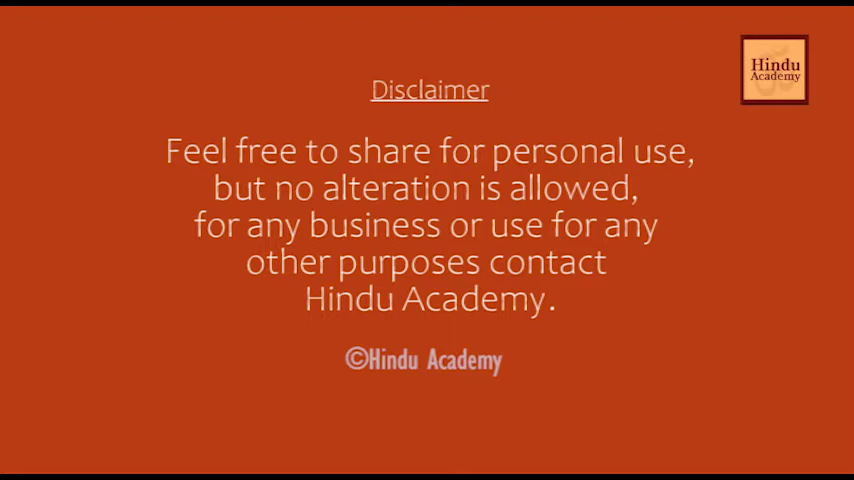 Hindu
Academy
Disclaimer
Feel free to share for personal use,
but no alteration is allowed,
for any business or use for any
other purposes contact
Hindu Academy.
©Hindu Academy